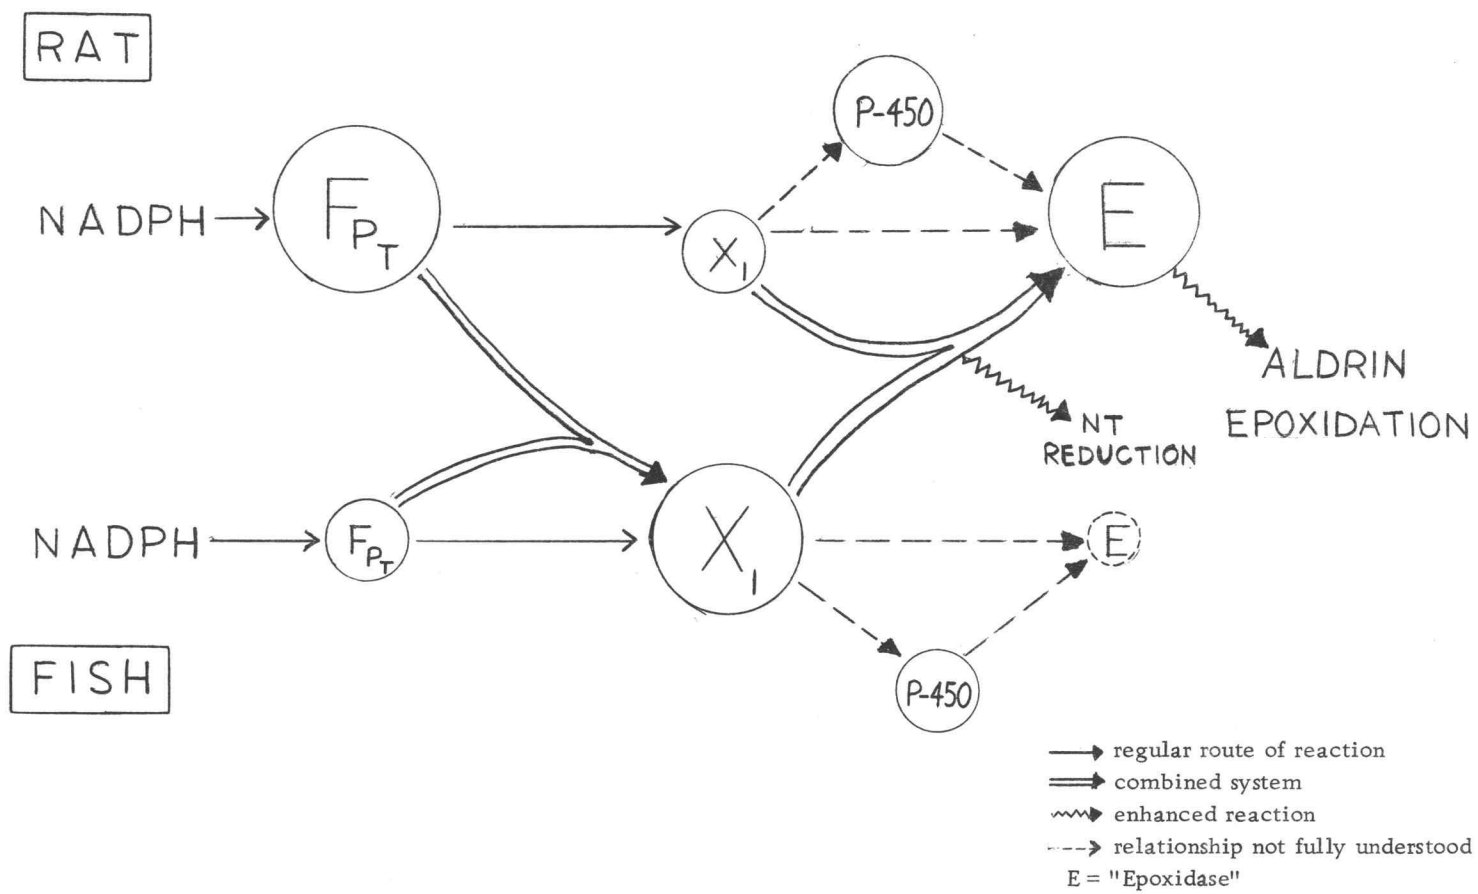 RAT
P-450
NADPH
FPT
X1
E
ALDRIN
EPOXIDATION
NT
REDUCTION
NADPH
FPT
X1
E
FISH
P-450
regular route of reaction
combined system
enhanced reaction
relationship not fully understood
E = "Epoxidase"